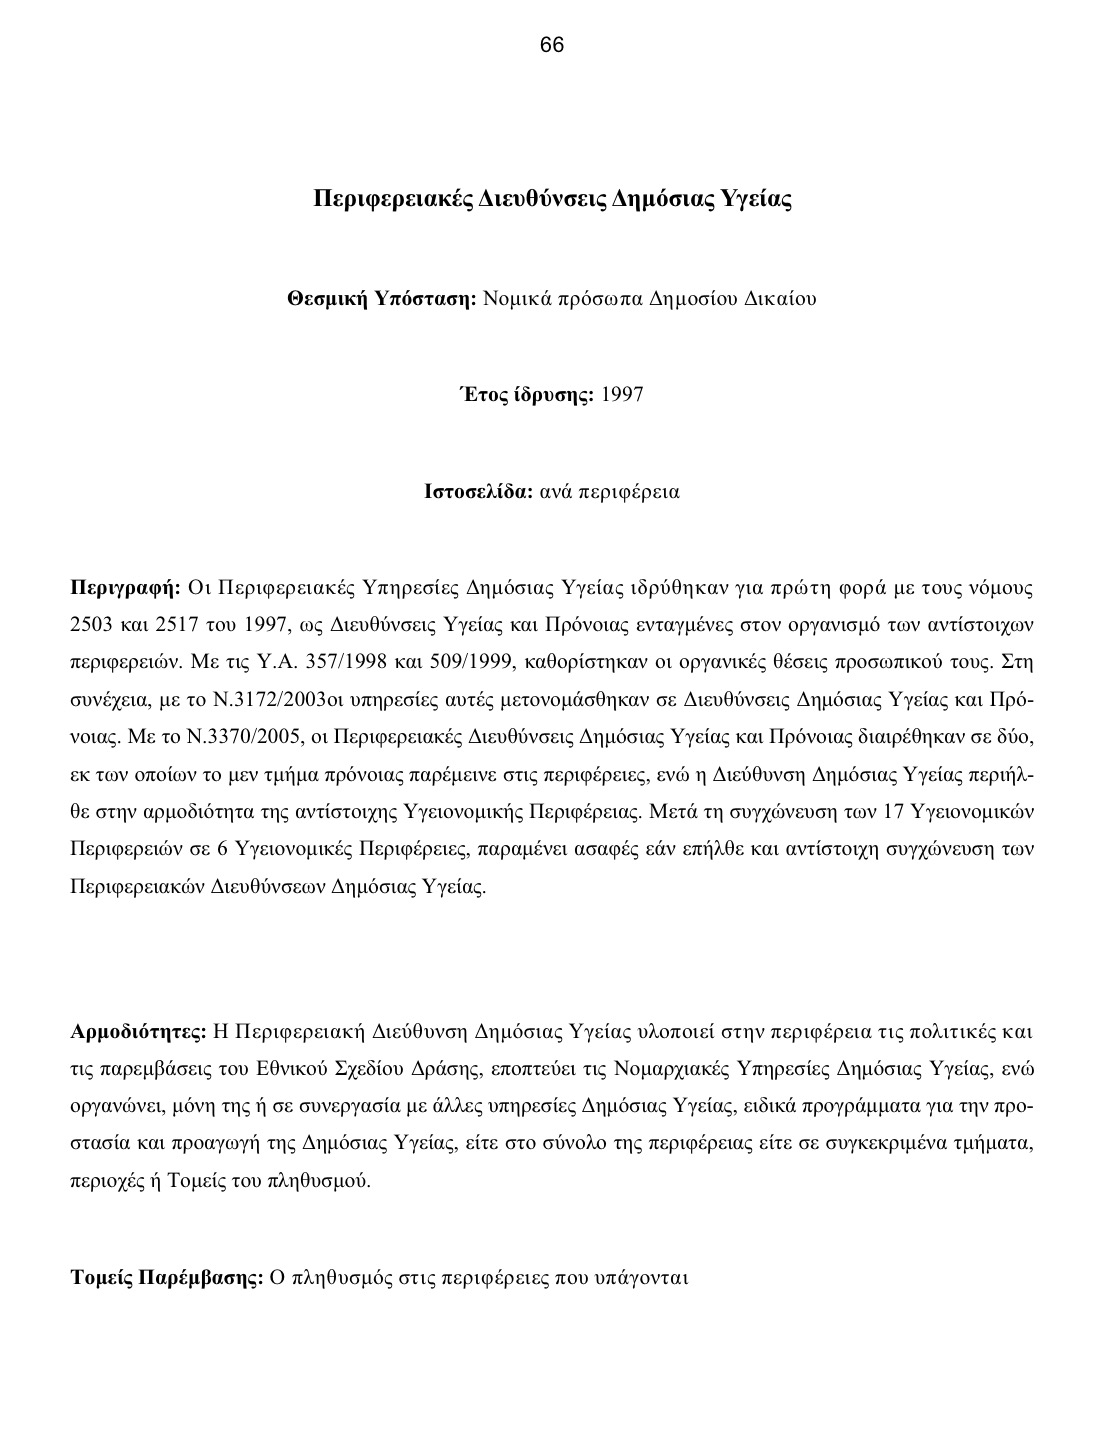 66
Περιφερειακές Διευθύνσεις Δημόσιας Υγείας
Θεσμική Υπόσταση: Νομικά πρόσωπα Δημοσίου Δικαίου
Έτος ίδρυσης: 1997
Ιστοσελίδα: ανά περιφέρεια
Περιγραφή: Οι Περιφερειακές Υπηρεσίες Δημόσιας Υγείας ιδρύθηκαν για πρώτη φορά με τους νόμους
2503 και 2517 του 1997, ως Διευθύνσεις Υγείας και Πρόνοιας ενταγμένες στον οργανισμό των αντίστοιχων
περιφερειών. Με τις Υ.Α. 357/1998 και 509/1999, καθορίστηκαν οι οργανικές θέσεις προσωπικού τους. Στη
συνέχεια, με το Ν.3172/2003οι υπηρεσίες αυτές μετονομάσθηκαν σε Διευθύνσεις Δημόσιας Υγείας και Πρό-
νοιας. Με το Ν.3370/2005, οι Περιφερειακές Διευθύνσεις Δημόσιας Υγείας και Πρόνοιας διαιρέθηκαν σε δύο,
εκ των οποίων το μεν τμήμα πρόνοιας παρέμεινε στις περιφέρειες, ενώ η Διεύθυνση Δημόσιας Υγείας περιήλ-
θε στην αρμοδιότητα της αντίστοιχης Υγειονομικής Περιφέρειας. Μετά τη συγχώνευση των 17 Υγειονομικών
Περιφερειών σε 6 Υγειονομικές Περιφέρειες, παραμένει ασαφές εάν επήλθε και αντίστοιχη συγχώνευση των
Περιφερειακών Διευθύνσεων Δημόσιας Υγείας.
Αρμοδιότητες: Η Περιφερειακή Διεύθυνση Δημόσιας Υγείας υλοποιεί στην περιφέρεια τις πολιτικές και
τις παρεμβάσεις του Εθνικού Σχεδίου Δράσης, εποπτεύει τις Νομαρχιακές Υπηρεσίες Δημόσιας Υγείας, ενώ
οργανώνει, μόνη της ή σε συνεργασία με άλλες υπηρεσίες Δημόσιας Υγείας, ειδικά προγράμματα για την προ-
στασία και προαγωγή της Δημόσιας Υγείας, είτε στο σύνολο της περιφέρειας είτε σε συγκεκριμένα τμήματα,
περιοχές ή Τομείς του πληθυσμού.
Τομείς Παρέμβασης: Ο πληθυσμός στις περιφέρειες που υπάγονται